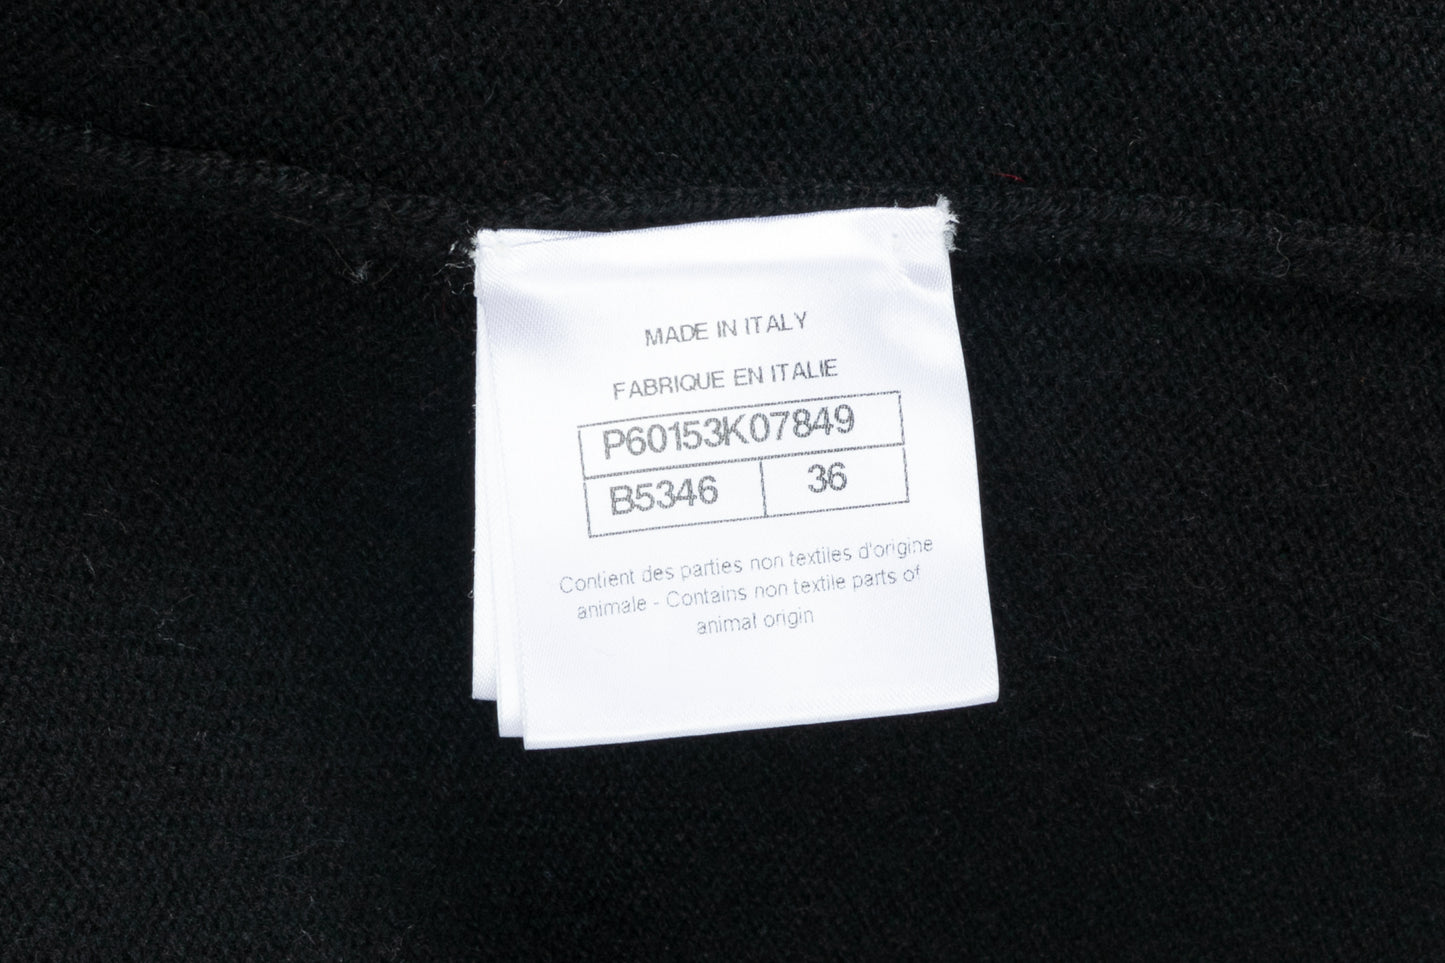 MADE IN ITALY
FABRIQUE EN ITALIE
P60153K07849
B5346 36
Contient des parties non textiles d'origine
animale - Contains non textile parts of
animal origin